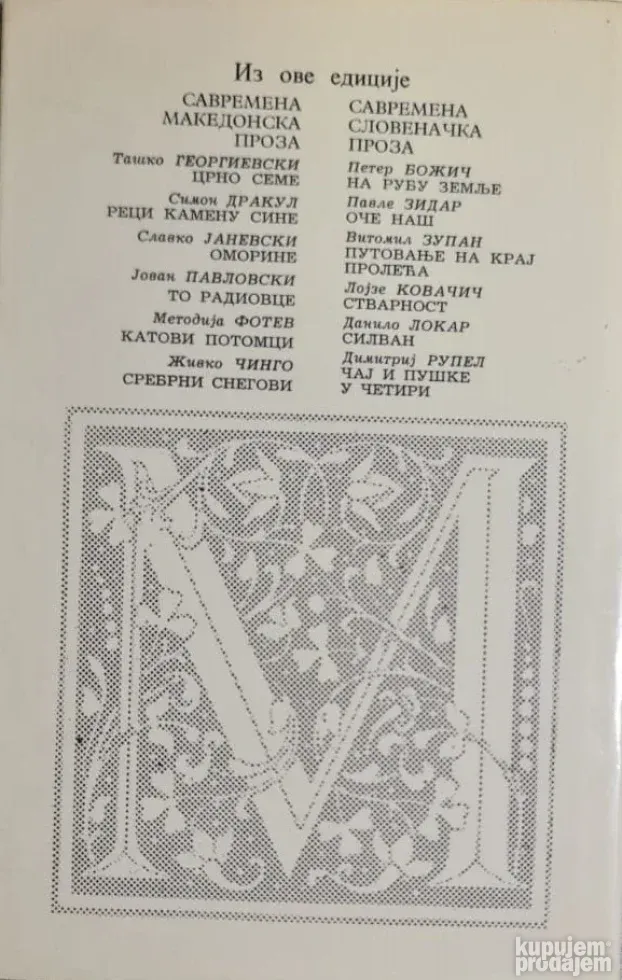 Из ове едиције
САВРЕМЕНА
МАКЕДОНСКА
ПРОЗА
Ташко ГЕОРГИЕВСКИ
ЦРНО СЕМЕ
Симон ДРАКУЛ
РЕЦИ КАМЕНУ СИНЕ
Славко ЈАНЕВСКИ
ОМОРИНЕ
Јован ПАВЛОВСКИ
ТО РАДИОВЦЕ
Методија ФОТЕВ
КАТОВИ ПОТОМЦИ
Живко ЧИНГО
СРЕБРНИ СНЕГОВИ
САВРЕМЕНА
СЛОВЕНАЧКА
ПРОЗА
Петер БОЖИЧ
НА РУБУ ЗЕМЉЕ
Павле ЗИДАР
ОЧЕ НАШ
Витомил ЗУПАН
ПУТОВАЊЕ НА КРАЈ
ПРОЛЕЋА
Лојзе КОВАЧИЧ
СТВАРНОСТ
Данило ЛОКАР
СИЛВАН
Димитриј РУПЕЛ
ЧАЈ И ПУШКЕ
У ЧЕТИРИ
М
kupujem
prodajem